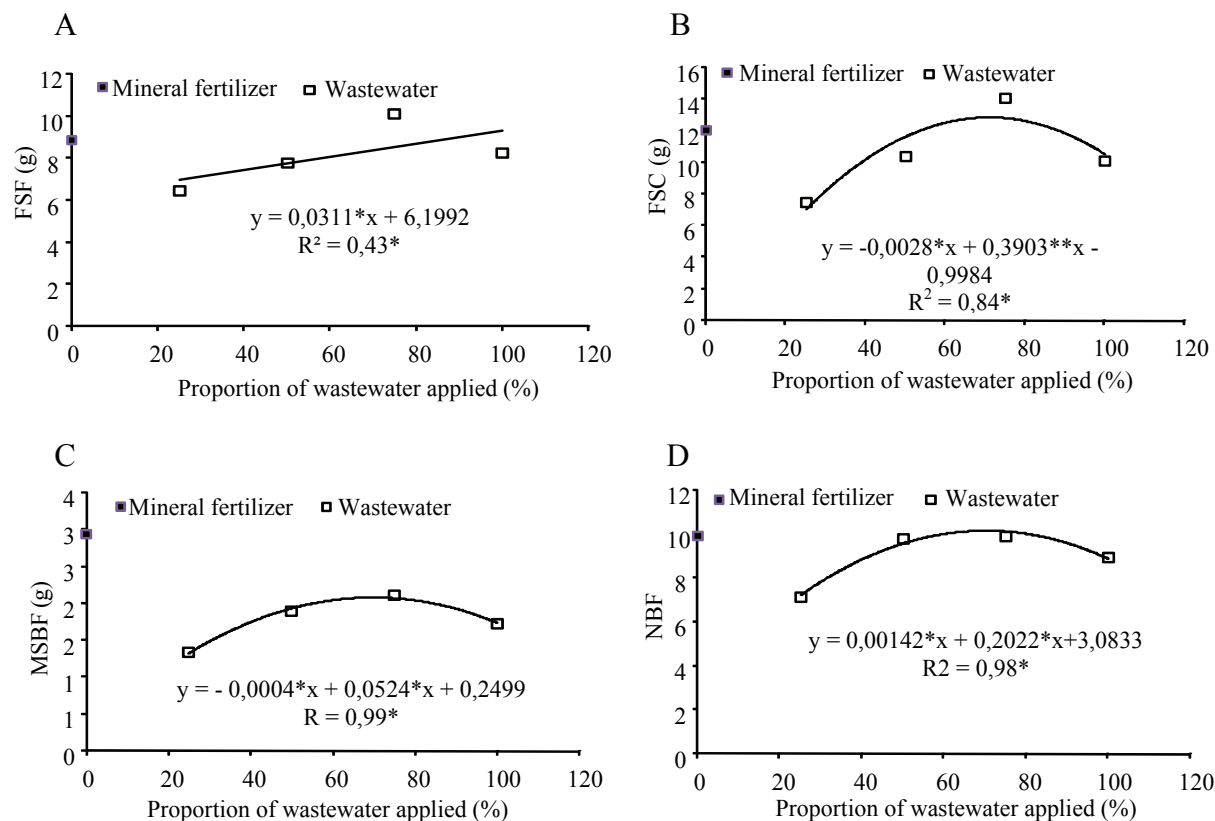 A
Mineral fertilizer Wastewater
12
10
8
6
4
2
0
FSF (g)
y = 0,0311*x + 6,1992
R² = 0,43*
0 20 40 60 80 100 120
Proportion of wastewater applied (%)
B
Mineral fertilizer Wastewater
16
14
12
10
8
6
4
2
0
FSC (g)
y = -0,0028*x + 0,3903**x -
0,9984
R² = 0,84*
0 20 40 60 80 100 120
Proportion of wastewater applied (%)
C
Mineral fertilizer Wastewater
4
3
3
2
2
1
1
0
MSBF (g)
y = - 0,0004*x + 0,0524*x + 0,2499
R = 0,99*
0 20 40 60 80 100 120
Proportion of wastewater applied (%)
D
Mineral fertilizer Wastewater
12
10
8
6
4
2
0
NBF
y = 0,00142*x + 0,2022*x+3,0833
R2 = 0,98*
0 20 40 60 80 100 120
Proportion of wastewater applied (%)